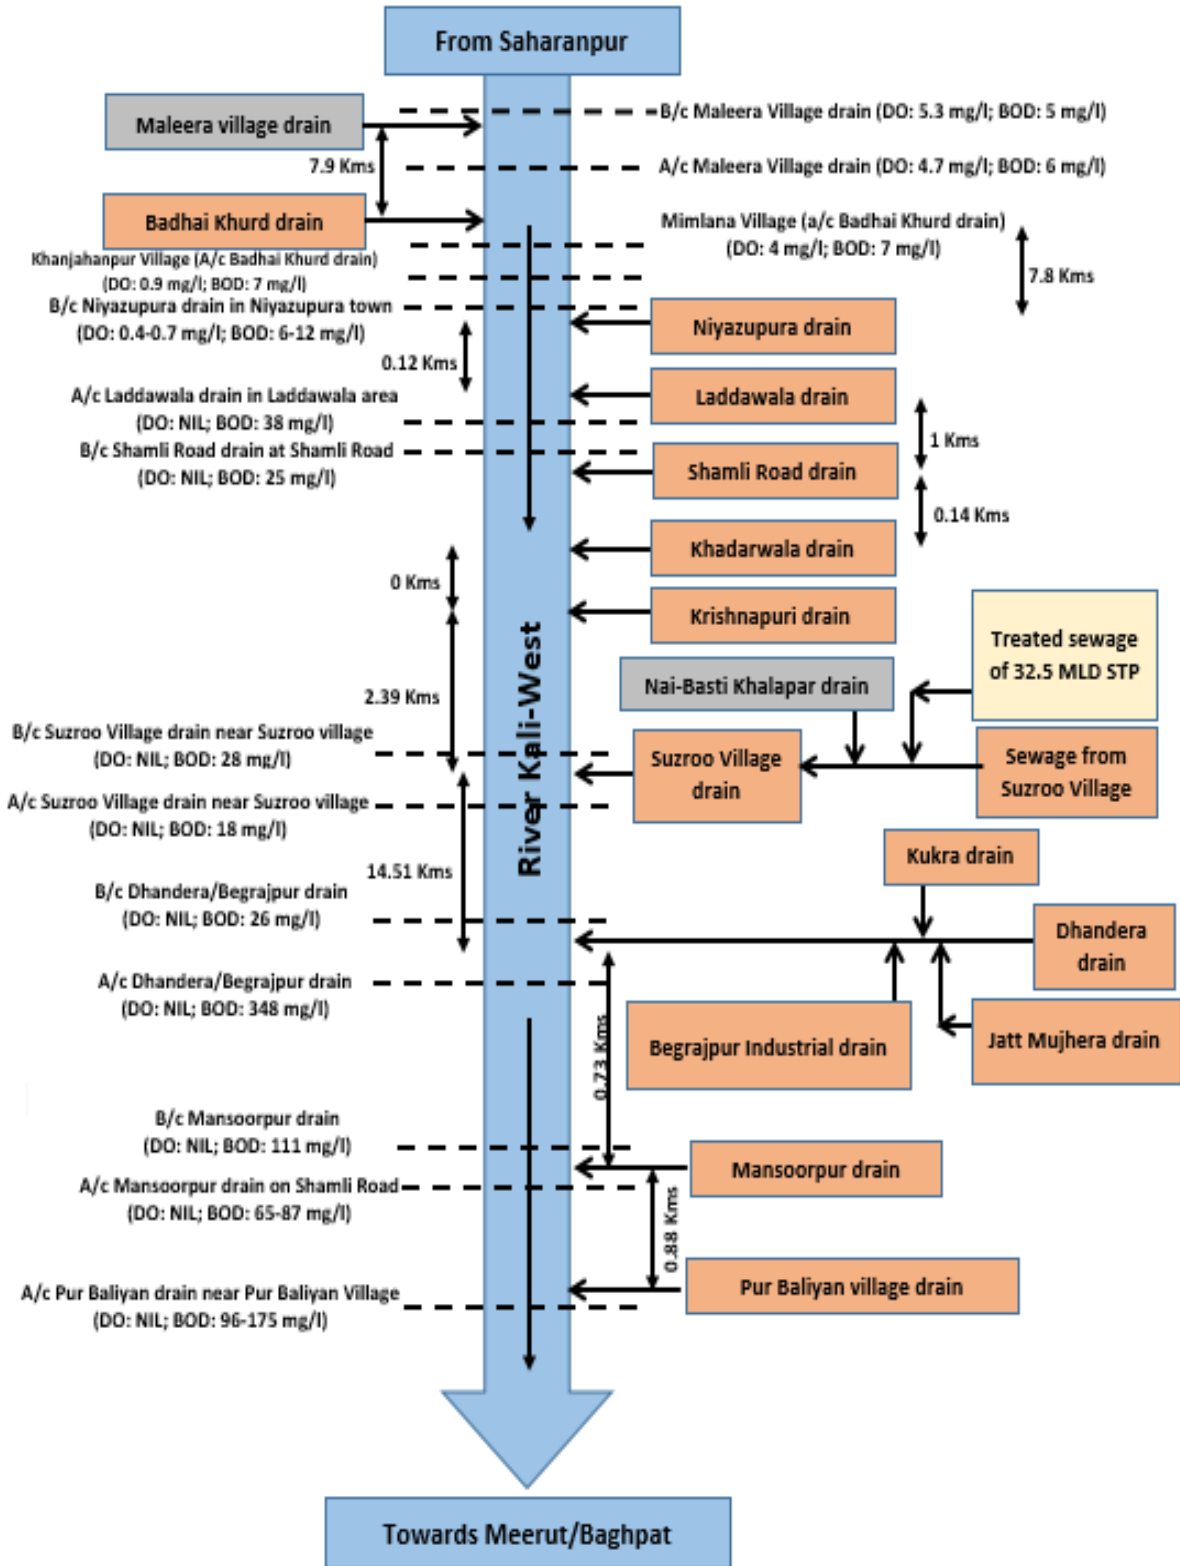 From Saharanpur
B/c Maleera Village drain (DO: 5.3 mg/l; BOD: 5 mg/l)
Maleera village drain
7.9 Kms
A/c Maleera Village drain (DO: 4.7 mg/l; BOD: 6 mg/l)
Badhai Khurd drain
Mimlana Village (a/c Badhai Khurd drain)
(DO: 4 mg/l; BOD: 7 mg/l)
7.8 Kms
Khanjahanpur Village (A/c Badhai Khurd drain)
(DO: 0.9 mg/l; BOD: 7 mg/l)
B/c Niyazupura drain in Niyazupura town
(DO: 0.4-0.7 mg/l; BOD: 6-12 mg/l)
Niyazupura drain
0.12 Kms
A/c Laddawala drain in Laddawala area
(DO: NIL; BOD: 38 mg/l)
Laddawala drain
1 Kms
B/c Shamli Road drain at Shamli Road
(DO: NIL; BOD: 25 mg/l)
Shamli Road drain
0.14 Kms
Khadarwala drain
0 Kms
Krishnapuri drain
Treated sewage
of 32.5 MLD STP
River Kali-West
2.39 Kms
Nai-Basti Khalapar drain
B/c Suzroo Village drain near Suzroo village
(DO: NIL; BOD: 28 mg/l)
Suzroo Village
drain
Sewage from
Suzroo Village
A/c Suzroo Village drain near Suzroo village
(DO: NIL; BOD: 18 mg/l)
14.51 Kms
Kukra drain
B/c Dhandera/Begrajpur drain
(DO: NIL; BOD: 26 mg/l)
Dhandera
drain
A/c Dhandera/Begrajpur drain
(DO: NIL; BOD: 348 mg/l)
0.73 Kms
Begrajpur Industrial drain
Jatt Mujhera drain
B/c Mansoorpur drain
(DO: NIL; BOD: 111 mg/l)
Mansoorpur drain
A/c Mansoorpur drain on Shamli Road
(DO: NIL; BOD: 65-87 mg/l)
0.88 Kms
Pur Baliyan village drain
A/c Pur Baliyan drain near Pur Baliyan Village
(DO: NIL; BOD: 96-175 mg/l)
Towards Meerut/Baghpat